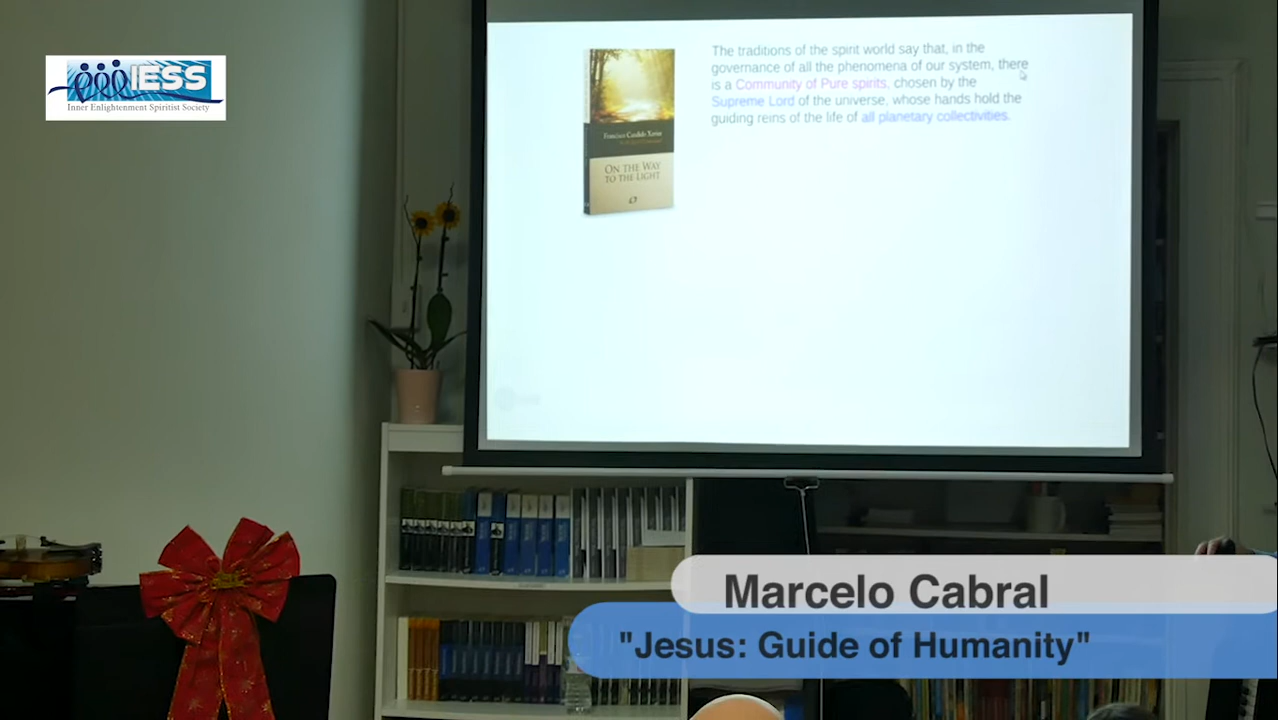 IESS
Inner Enlightenment Spiritist Society
The traditions of the spirit world say that, in the
governance of all the phenomena of our system, there
is a Community of Pure spirits, chosen by the
Supreme Lord of the universe, whose hands hold the
guiding reins of the life of all planetary collectivities.
Francisco Candido Xavier
ON THE WAY
TO THE LIGHT
Marcelo Cabral
"Jesus: Guide of Humanity"